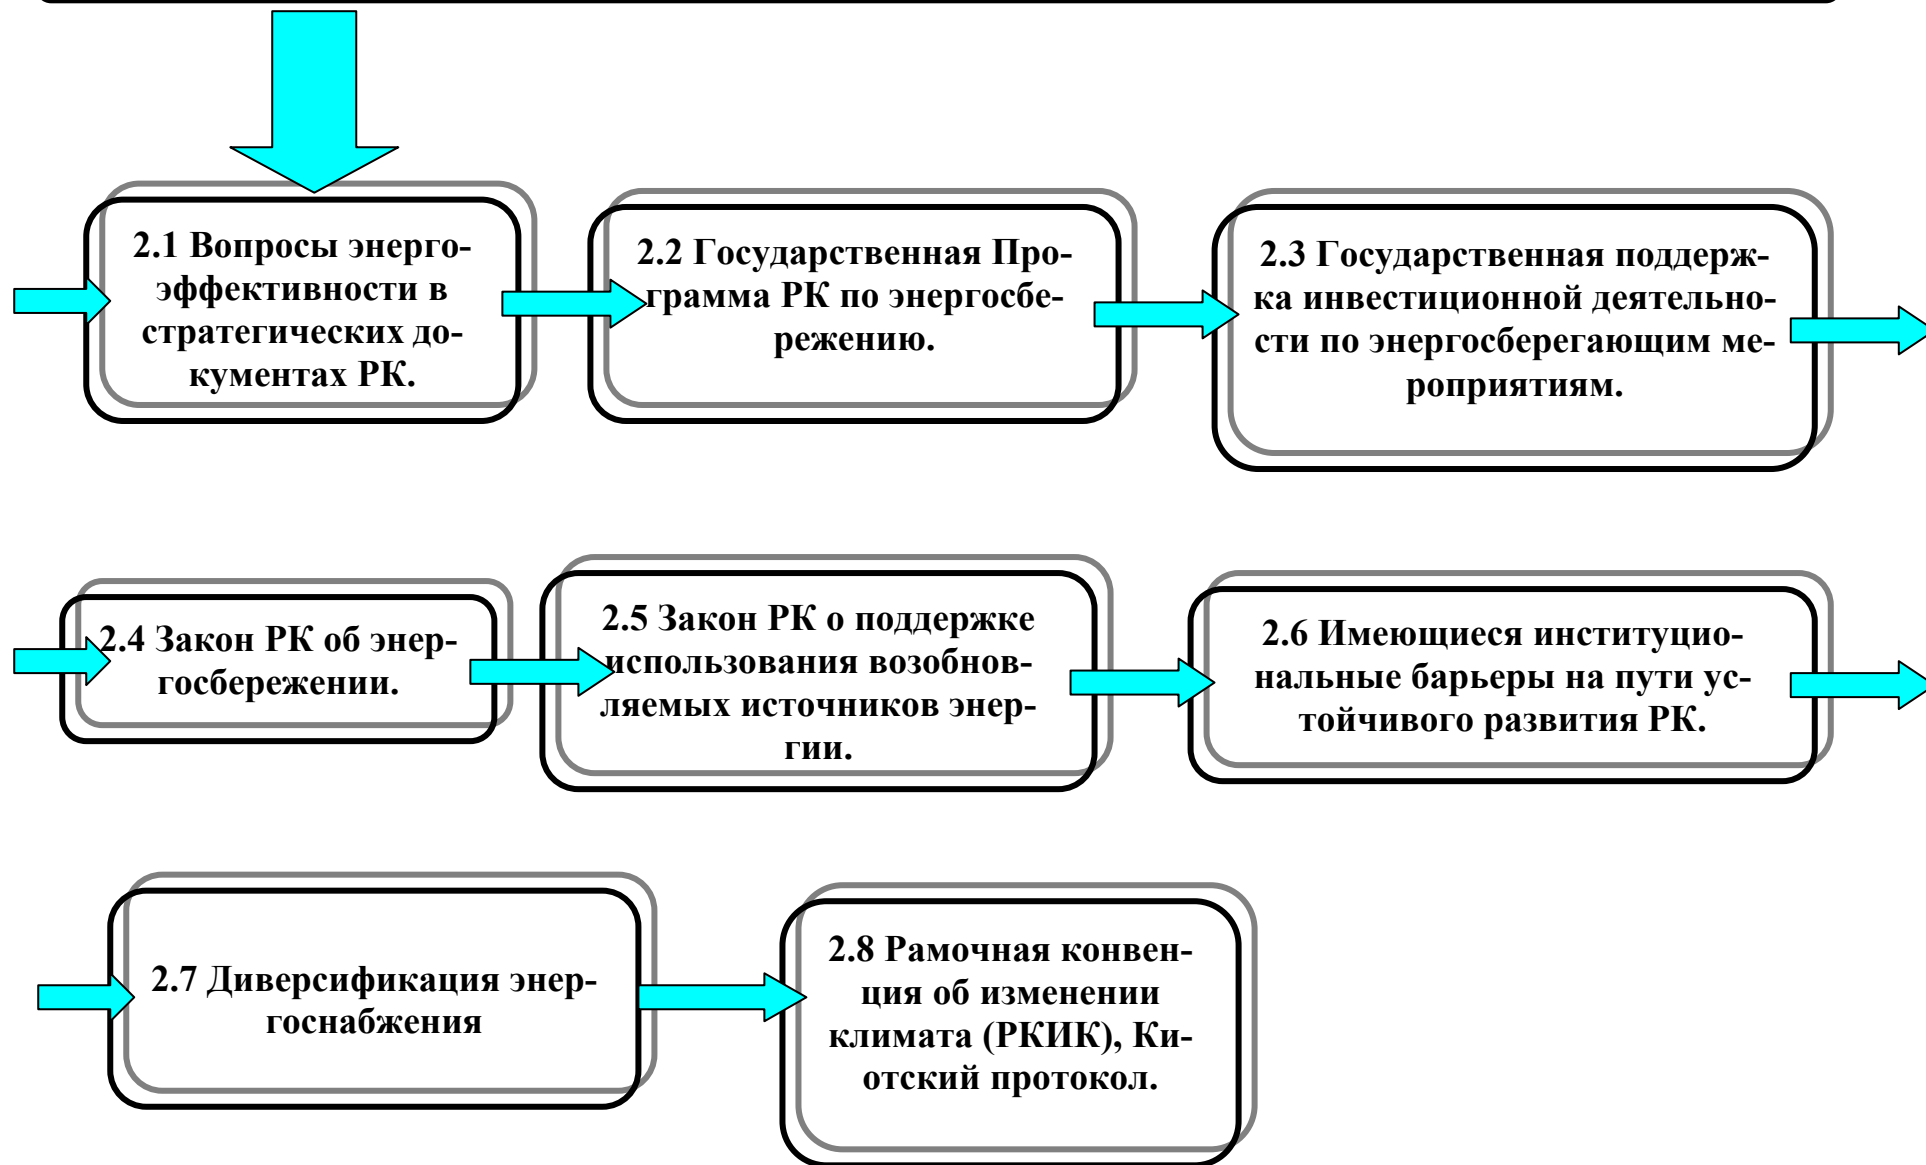 2.1 Вопросы энерго-
эффективности в
стратегических до-
кументах РК.
2.2 Государственная Про-
грамма РК по энергосбе-
режению.
2.3 Государственная поддерж-
ка инвестиционной деятельно-
сти по энергосберегающим ме-
роприятиям.
2.4 Закон РК об энер-
госбережении.
2.5 Закон РК о поддержке
использования возобнов-
ляемых источников энер-
гии.
2.6 Имеющиеся институцио-
нальные барьеры на пути ус-
тойчивого развития РК.
2.7 Диверсификация энер-
госнабжения
2.8 Рамочная конвен-
ция об изменении
климата (РКИК), Ки-
отский протокол.